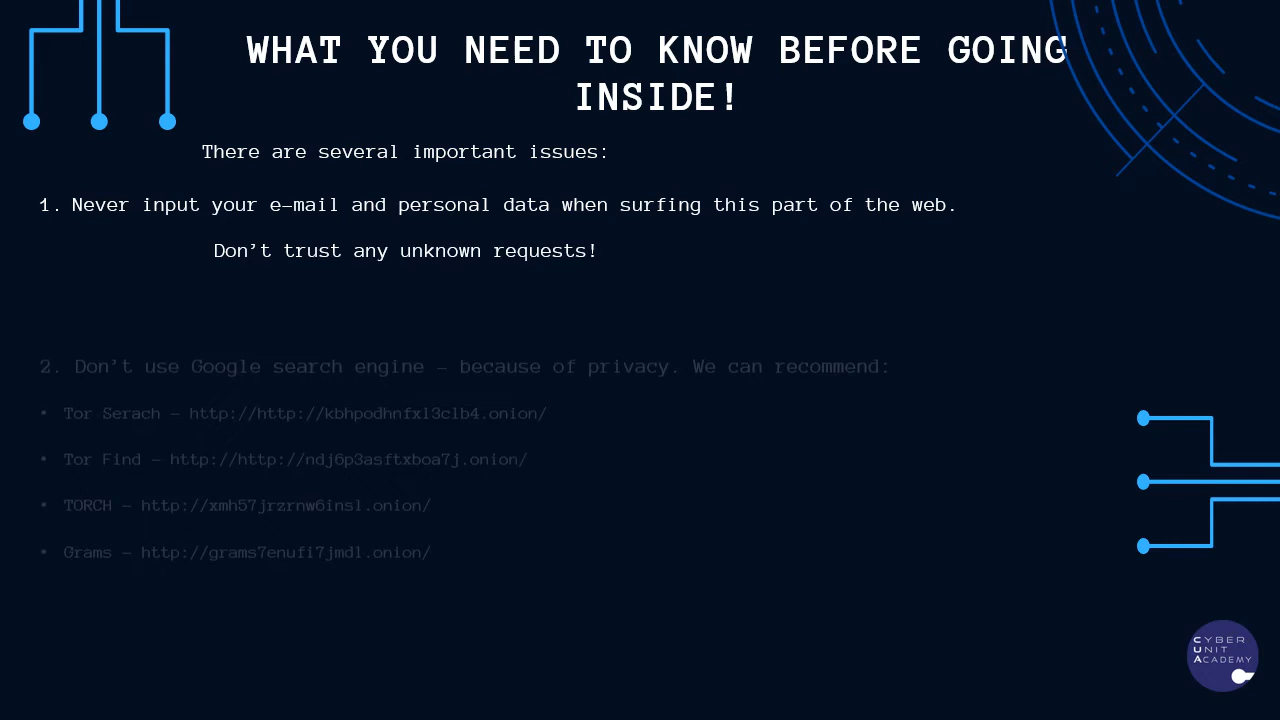 WHAT YOU NEED TO KNOW BEFORE GOING
INSIDE!
There are several important issues:
1. Never input your e-mail and personal data when surfing this part of the web.
Don't trust any unknown requests!
2. Don't use Google search engine - because of privacy. We can recommend:
• Tor Serach - http://http://kbhpodhnfxl3clb4.onion/
• Tor Find - http://http://ndj6p3asftxboa7j.onion/
• TORCH - http://xmh57jrzrnw6insl.onion/
• Grams - http://grams7enufi7jmdl.onion/
CYBER
UNIT
ACADEMY